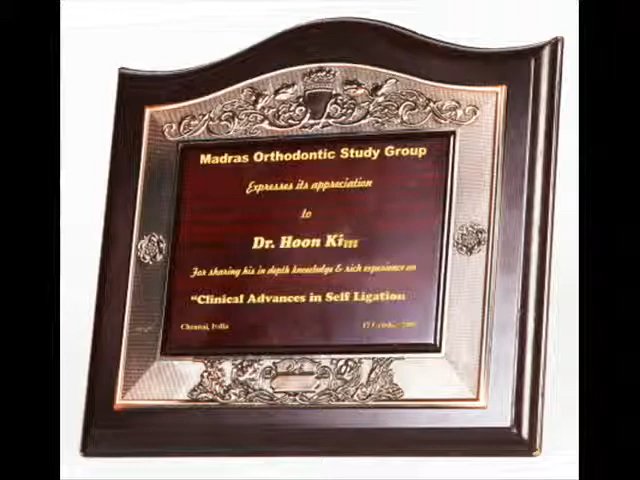 Madras Orthodontic Study Group
Expresses its appreciation
to
Dr. Hoon Kim
For sharing his in depth knowledge & rich experience on
"Clinical Advances in Self Ligation
Chennai, India